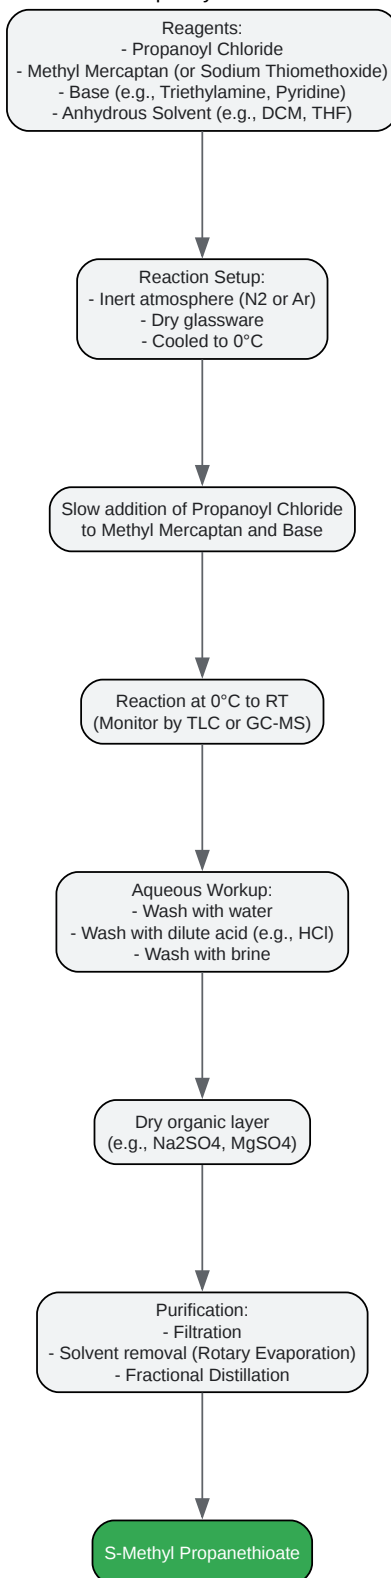 Reagents:
- Propanoyl Chloride
- Methyl Mercaptan (or Sodium Thiomethoxide)
- Base (e.g., Triethylamine, Pyridine)
- Anhydrous Solvent (e.g., DCM, THF)
Reaction Setup:
- Inert atmosphere (N2 or Ar)
- Dry glassware
- Cooled to 0°C
Slow addition of Propanoyl Chloride
to Methyl Mercaptan and Base
Reaction at 0°C to RT
(Monitor by TLC or GC-MS)
Aqueous Workup:
- Wash with water
- Wash with dilute acid (e.g., HCl)
- Wash with brine
Dry organic layer
(e.g., Na2SO4, MgSO4)
Purification:
- Filtration
- Solvent removal (Rotary Evaporation)
- Fractional Distillation
S-Methyl Propanethioate